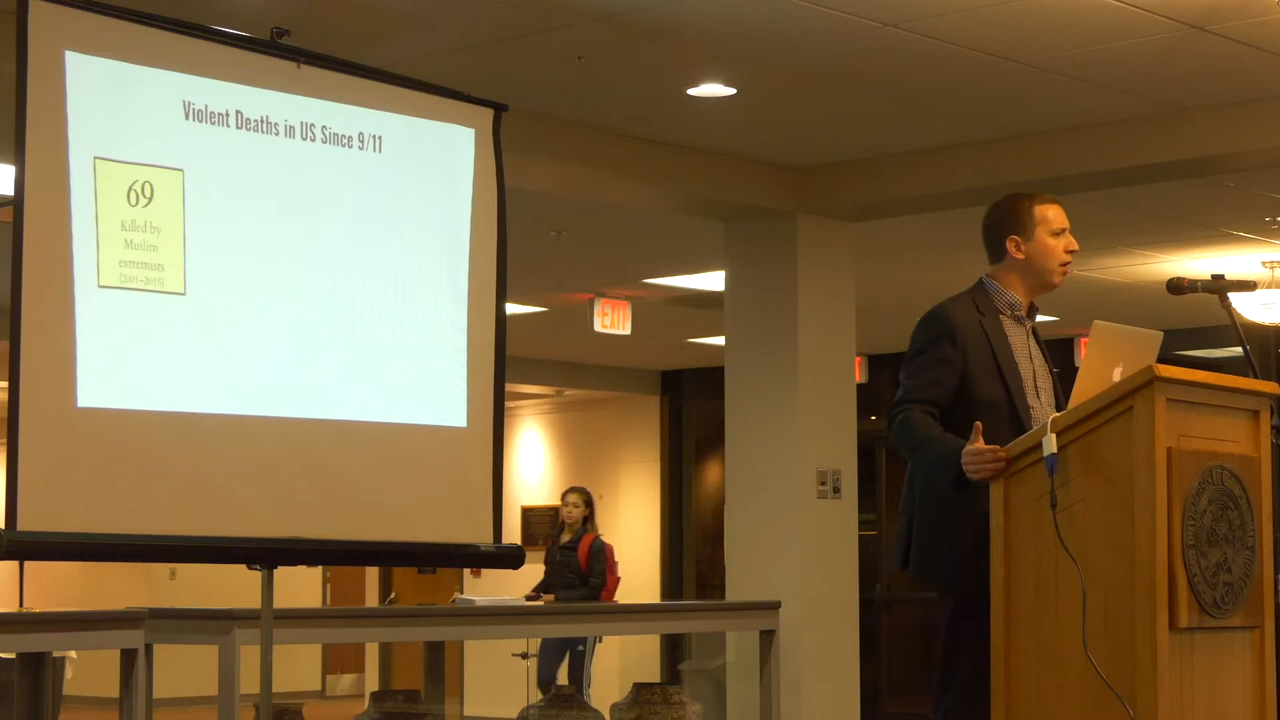 Violent Deaths in US Since 9/11
69
Killed by
Muslim
extremists
(2001–2015)
EXIT